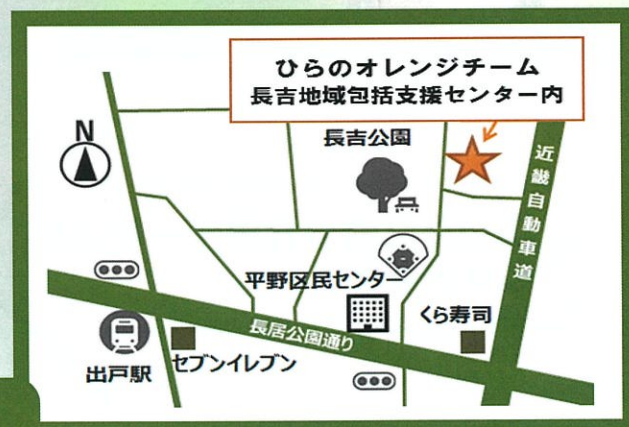 ひらのオレンジチーム
長吉地域包括支援センター内
N
長吉公園
近畿自動車道
平野区民センター
くら寿司
長居公園通り
セブンイレブン
出戸駅